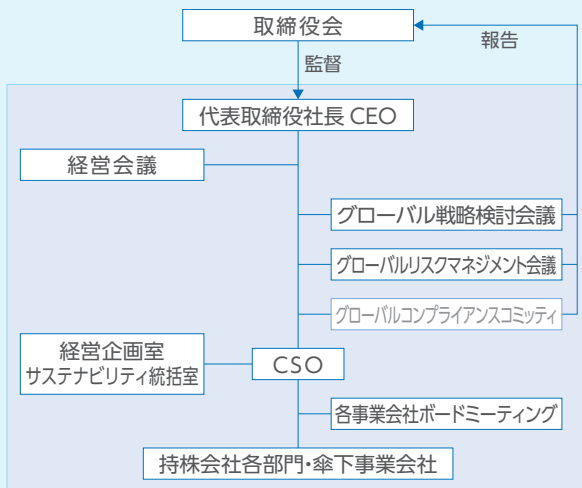 取締役会
報告
監督
代表取締役社長 CEO
経営会議
グローバル戦略検討会議
グローバルリスクマネジメント会議
グローバルコンプライアンスコミッティ
経営企画室
サステナビリティ統括室
CSO
各事業会社ボードミーティング
持株会社各部門・傘下事業会社